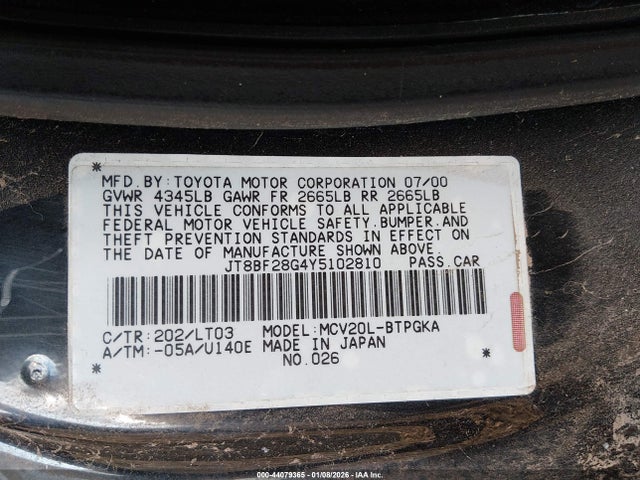 MFD.BY:TOYOTA MOTOR CORPORATION 07/00
GVWR 4345LB GAWR FR 2665LB RR 2665LB
THIS VEHICLE CONFORMS TO ALL APPLICABLE
FEDERAL MOTOR VEHICLE SAFETY.BUMPER.AND
THEFT PREVENTION STANDARDS IN EFFECT ON
THE DATE OF MANUFACTURE SHOWN ABOVE.
JT8BF28G4Y5102810 PASS.CAR
C/TR:202/LT03 MODEL:MCV20L-BTPGKA
A/TM:-05A/U140E MADE IN JAPAN
NO.026
000-44079365 - 01/08/2026 - IAA Inc.